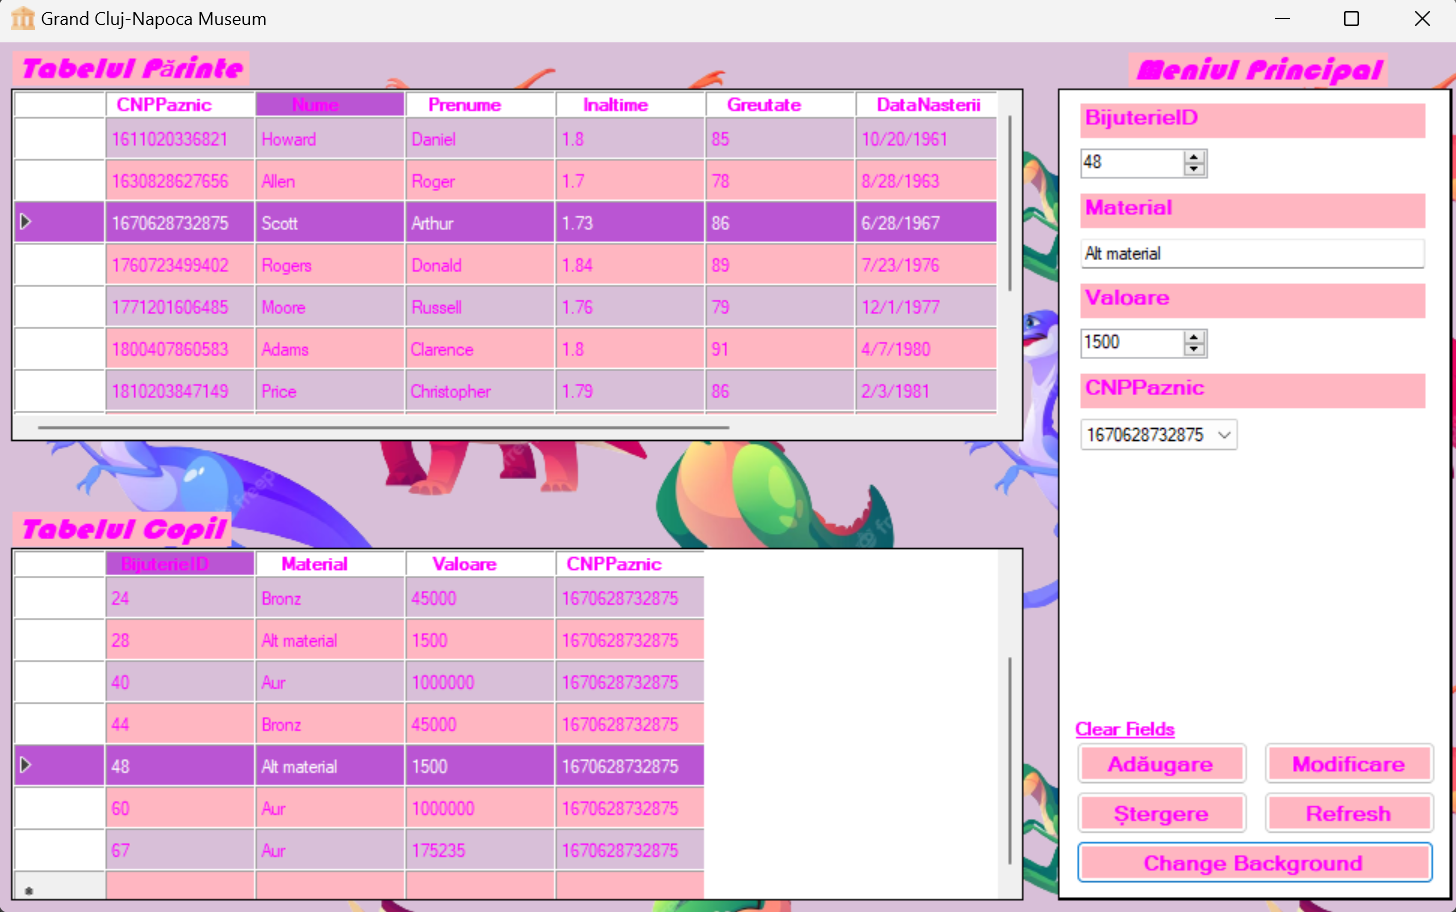 Grand Cluj-Napoca Museum
Tabelul Părinte
CNPPaznic Nume Prenume Inaltime Greutate DataNasterii
1611020336821 Howard Daniel 1.8 85 10/20/1961
1630828627656 Allen Roger 1.7 78 8/28/1963
1670628732875 Scott Arthur 1.73 86 6/28/1967
1760723499402 Rogers Donald 1.84 89 7/23/1976
1771201606485 Moore Russell 1.76 79 12/1/1977
1800407860583 Adams Clarence 1.8 91 4/7/1980
1810203847149 Price Christopher 1.79 86 2/3/1981
Tabelul Copil
BijuterieID Material Valoare CNPPaznic
24 Bronz 45000 1670628732875
28 Alt material 1500 1670628732875
40 Aur 1000000 1670628732875
44 Bronz 45000 1670628732875
48 Alt material 1500 1670628732875
60 Aur 1000000 1670628732875
67 Aur 175235 1670628732875
Meniul Principal
BijuterieID
48
Material
Alt material
Valoare
1500
CNPPaznic
1670628732875
Clear Fields
Adăugare Modificare
Ștergere Refresh
Change Background